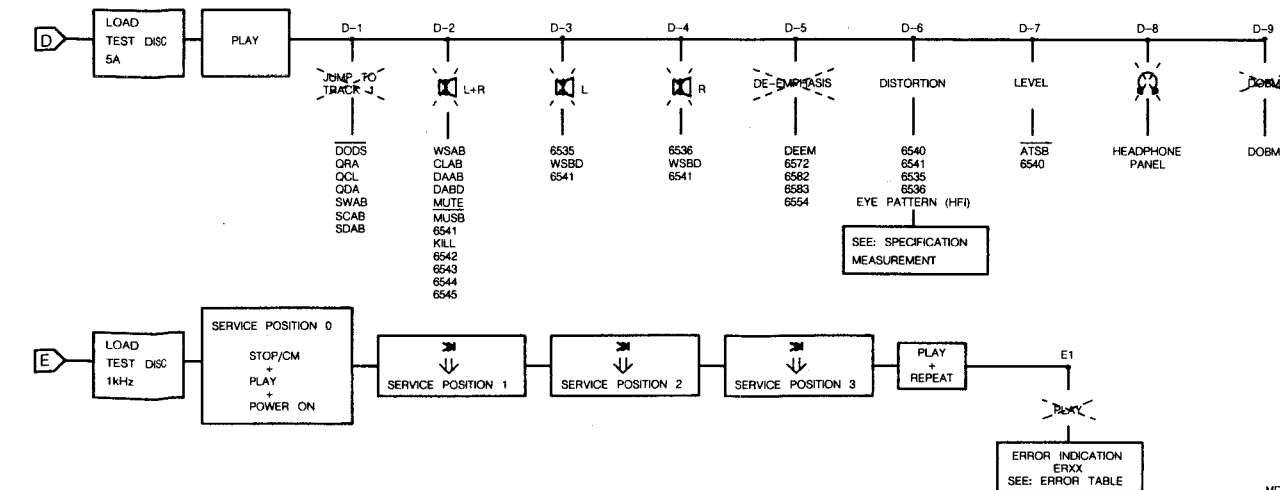 D
LOAD
TEST DISC
5A
PLAY
D-1
JUMP TO
TRACK 1
DODS
QRA
QCL
QDA
SWAB
SCAB
SDAB
D-2
L+R
WSAB
CLAB
DAAB
DABD
MUTE
MUSB
6541
KILL
6542
6543
6544
6545
D-3
L
6535
WSBD
6541
D-4
R
6536
WSBD
6541
D-5
DE-EMPHASIS
DEEM
6572
6582
6583
6554
D-6
DISTORTION
6540
6541
6535
6536
EYE PATTERN (HFI)
SEE: SPECIFICATION
MEASUREMENT
D-7
LEVEL
ATSB
6540
D-8
HEADPHONE
PANEL
D-9
DOBM
DOBM
E
LOAD
TEST DISC
1kHz
SERVICE POSITION 0
STOP/CM
+
PLAY
+
POWER ON
SERVICE POSITION 1
SERVICE POSITION 2
SERVICE POSITION 3
PLAY
+
REPEAT
E1
PLAY
ERROR INDICATION
ERXX
SEE: ERROR TABLE